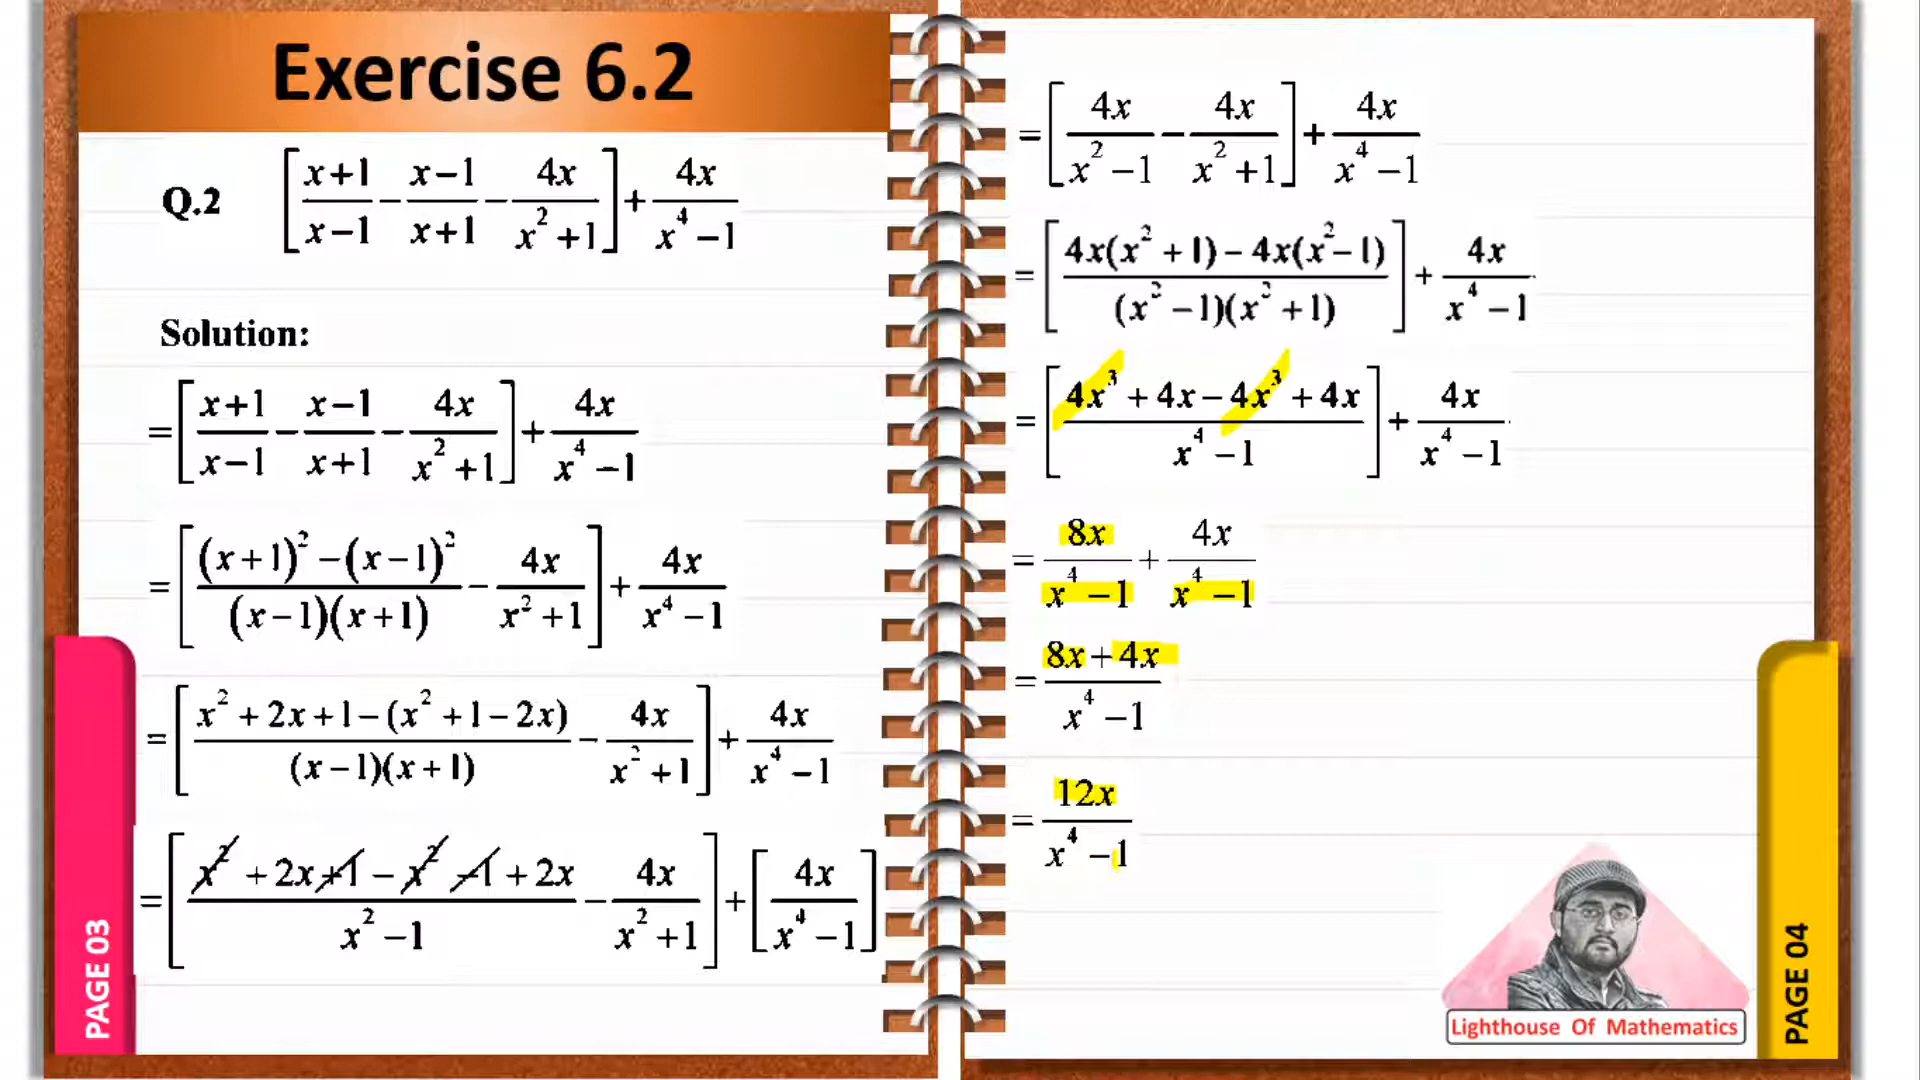 Exercise 6.2
Q.2 [(x+1)/(x−1) − (x−1)/(x+1) − 4x/(x²+1)] + 4x/(x⁴−1)
Solution:
= [(x+1)/(x−1) − (x−1)/(x+1) − 4x/(x²+1)] + 4x/(x⁴−1)
= [((x+1)² − (x−1)²)/((x−1)(x+1)) − 4x/(x²+1)] + 4x/(x⁴−1)
= [(x²+2x+1−(x²+1−2x))/((x−1)(x+1)) − 4x/(x²+1)] + 4x/(x⁴−1)
= [(x²+2x+1−x²−1+2x)/(x²−1) − 4x/(x²+1)] + [4x/(x⁴−1)]
PAGE 03
= [4x/(x²−1) − 4x/(x²+1)] + 4x/(x⁴−1)
= [(4x(x²+1)−4x(x²−1))/((x²−1)(x²+1))] + 4x/(x⁴−1)
= [(4x³+4x−4x³+4x)/(x⁴−1)] + 4x/(x⁴−1)
= 8x/(x⁴−1) + 4x/(x⁴−1)
= (8x+4x)/(x⁴−1)
= 12x/(x⁴−1)
Lighthouse Of Mathematics
PAGE 04